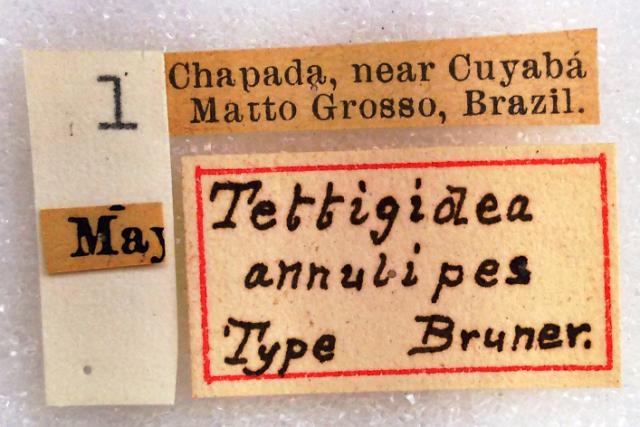 1
May
Chapada, near Cuyabá
Matto Grosso, Brazil.
Tettigidea
annulipes
Type Bruner.